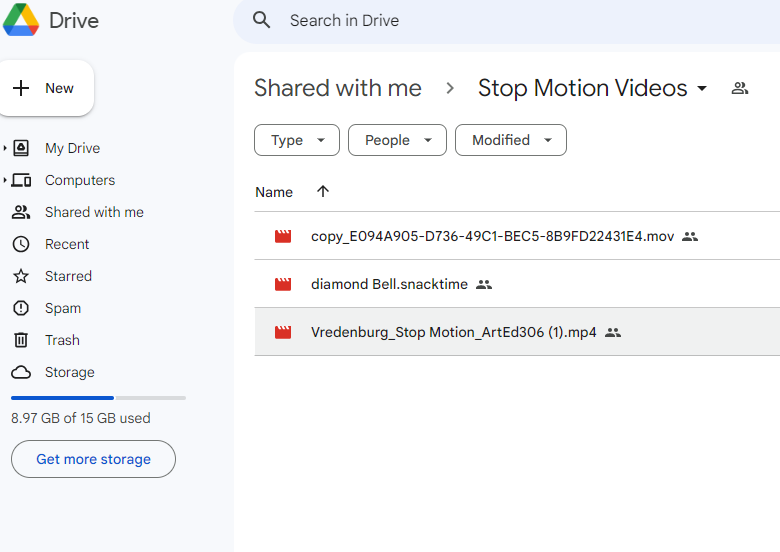 Drive
Search in Drive
New
My Drive
Computers
Shared with me
Recent
Starred
Spam
Trash
Storage
8.97 GB of 15 GB used
Get more storage
Shared with me > Stop Motion Videos
Type People Modified
Name
copy_E094A905-D736-49C1-BEC5-8B9FD22431E4.mov
diamond Bell.snacktime
Vredenburg_Stop Motion_ArtEd306 (1).mp4